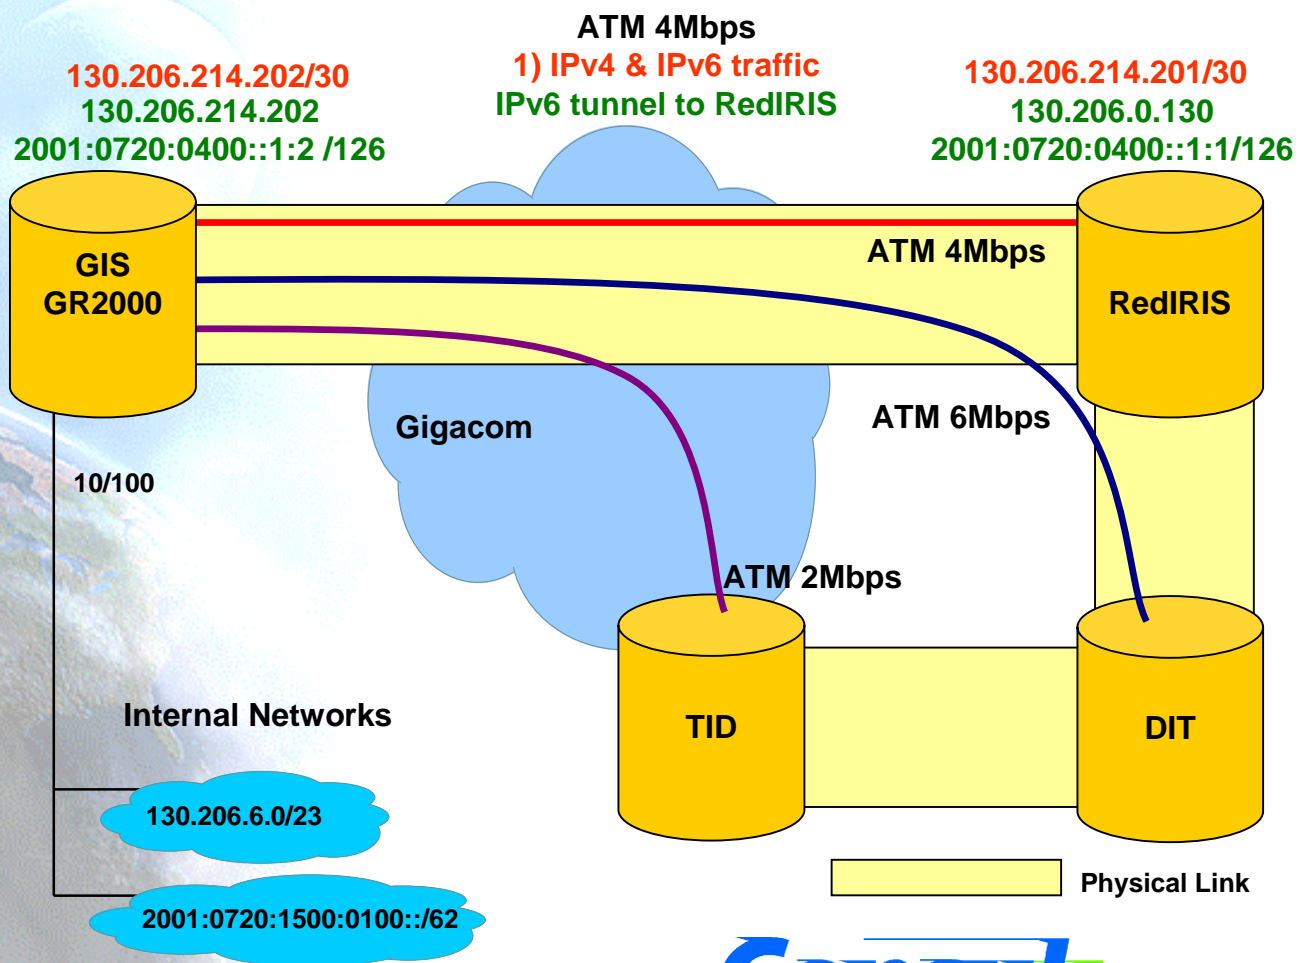 ATM 4Mbps
1) IPv4 & IPv6 traffic
IPv6 tunnel to RedIRIS
130.206.214.202/30
130.206.214.202
2001:0720:0400::1:2 /126
130.206.214.201/30
130.206.0.130
2001:0720:0400::1:1/126
GIS
GR2000
ATM 4Mbps
RedIRIS
Gigacom
ATM 6Mbps
10/100
ATM 2Mbps
Internal Networks
TID
DIT
130.206.6.0/23
2001:0720:1500:0100::/62
Physical Link